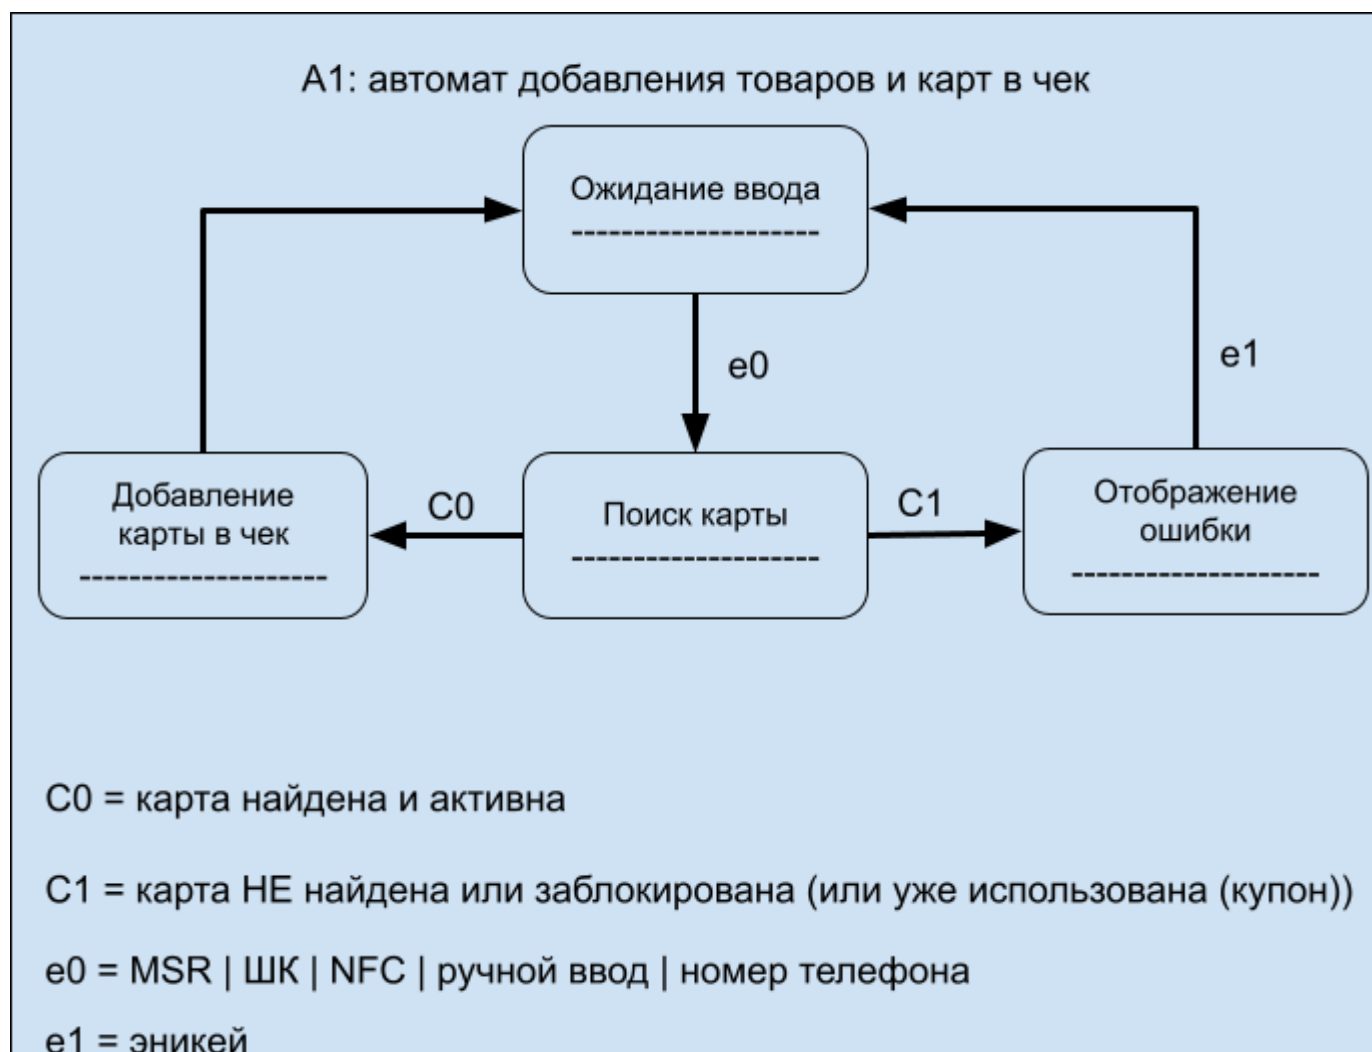 А1: автомат добавления товаров и карт в чек
Ожидание ввода
--------------------
e0
e1
Добавление
карты в чек
--------------------
C0
Поиск карты
--------------------
C1
Отображение
ошибки
--------------------
C0 = карта найдена и активна
C1 = карта НЕ найдена или заблокирована (или уже использована (купон))
e0 = MSR | ШК | NFC | ручной ввод | номер телефона
e1 = эникей